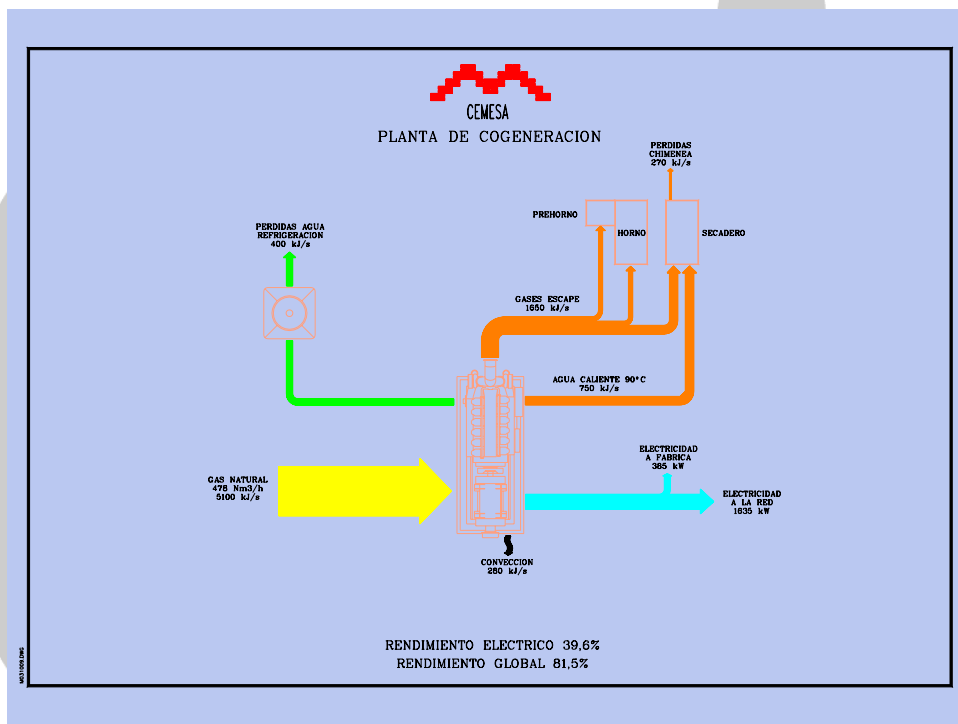 CEMESA
PLANTA DE COGENERACION
PERDIDAS
CHIMENEA
270 kJ/s
PREHORNO
HORNO
SECADERO
PERDIDAS AGUA
REFRIGERACION
400 kJ/s
GASES ESCAPE
1650 kJ/s
AGUA CALIENTE 90°C
750 kJ/s
ELECTRICIDAD
A FABRICA
385 kW
GAS NATURAL
478 Nm3/h
5100 kJ/s
ELECTRICIDAD
A LA RED
1635 kW
CONVECCION
280 kJ/s
RENDIMIENTO ELECTRICO 39,6%
RENDIMIENTO GLOBAL 81,5%